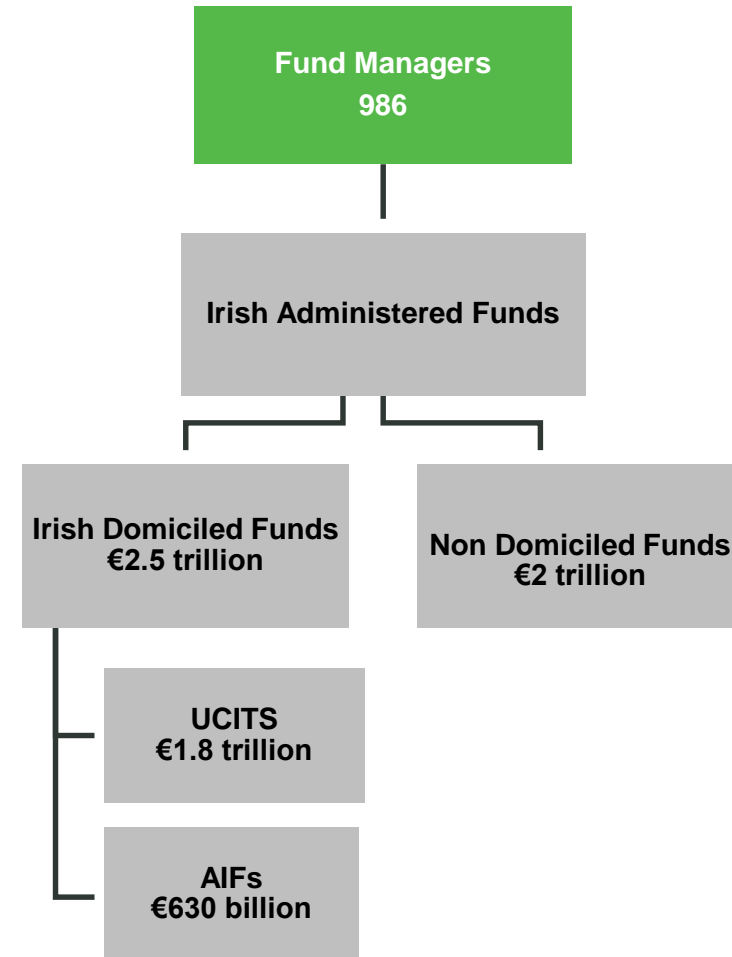 Fund Managers
986
Irish Administered Funds
Irish Domiciled Funds
€2.5 trillion
Non Domiciled Funds
€2 trillion
UCITS
€1.8 trillion
AIFs
€630 billion